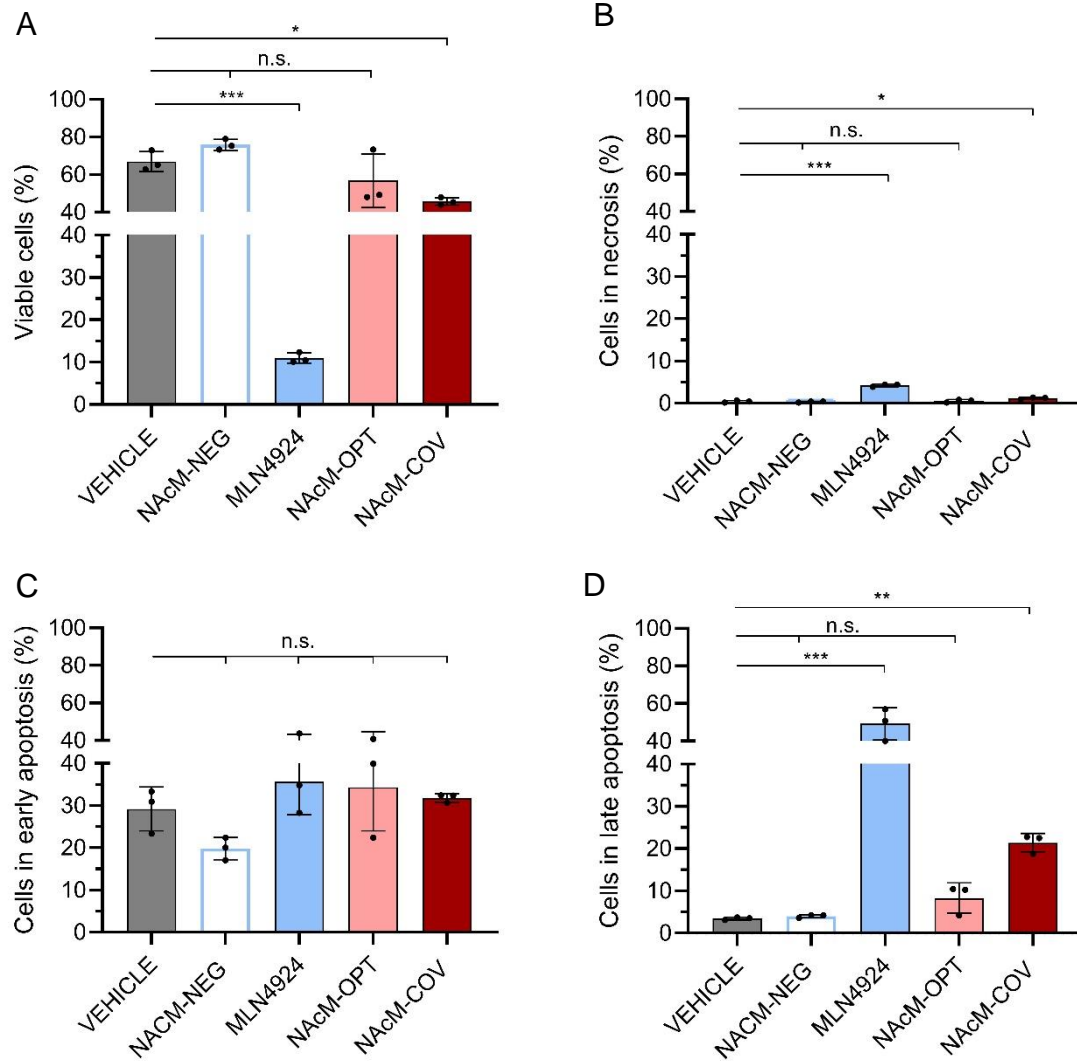 A
*
n.s.
***
100
80
60
40
40
30
20
10
0
Viable cells (%)
VEHICLE
NACM-NEG
MLN4924
NAcM-OPT
NAcM-COV
B
*
n.s.
***
100
80
60
40
40
30
20
10
0
Cells in necrosis (%)
VEHICLE
NACM-NEG
MLN4924
NAcM-OPT
NAcM-COV
C
n.s.
100
80
60
40
40
30
20
10
0
Cells in early apoptosis (%)
VEHICLE
NACM-NEG
MLN4924
NAcM-OPT
NAcM-COV
D
**
n.s.
***
100
80
60
40
40
30
20
10
0
Cells in late apoptosis (%)
VEHICLE
NACM-NEG
MLN4924
NAcM-OPT
NAcM-COV